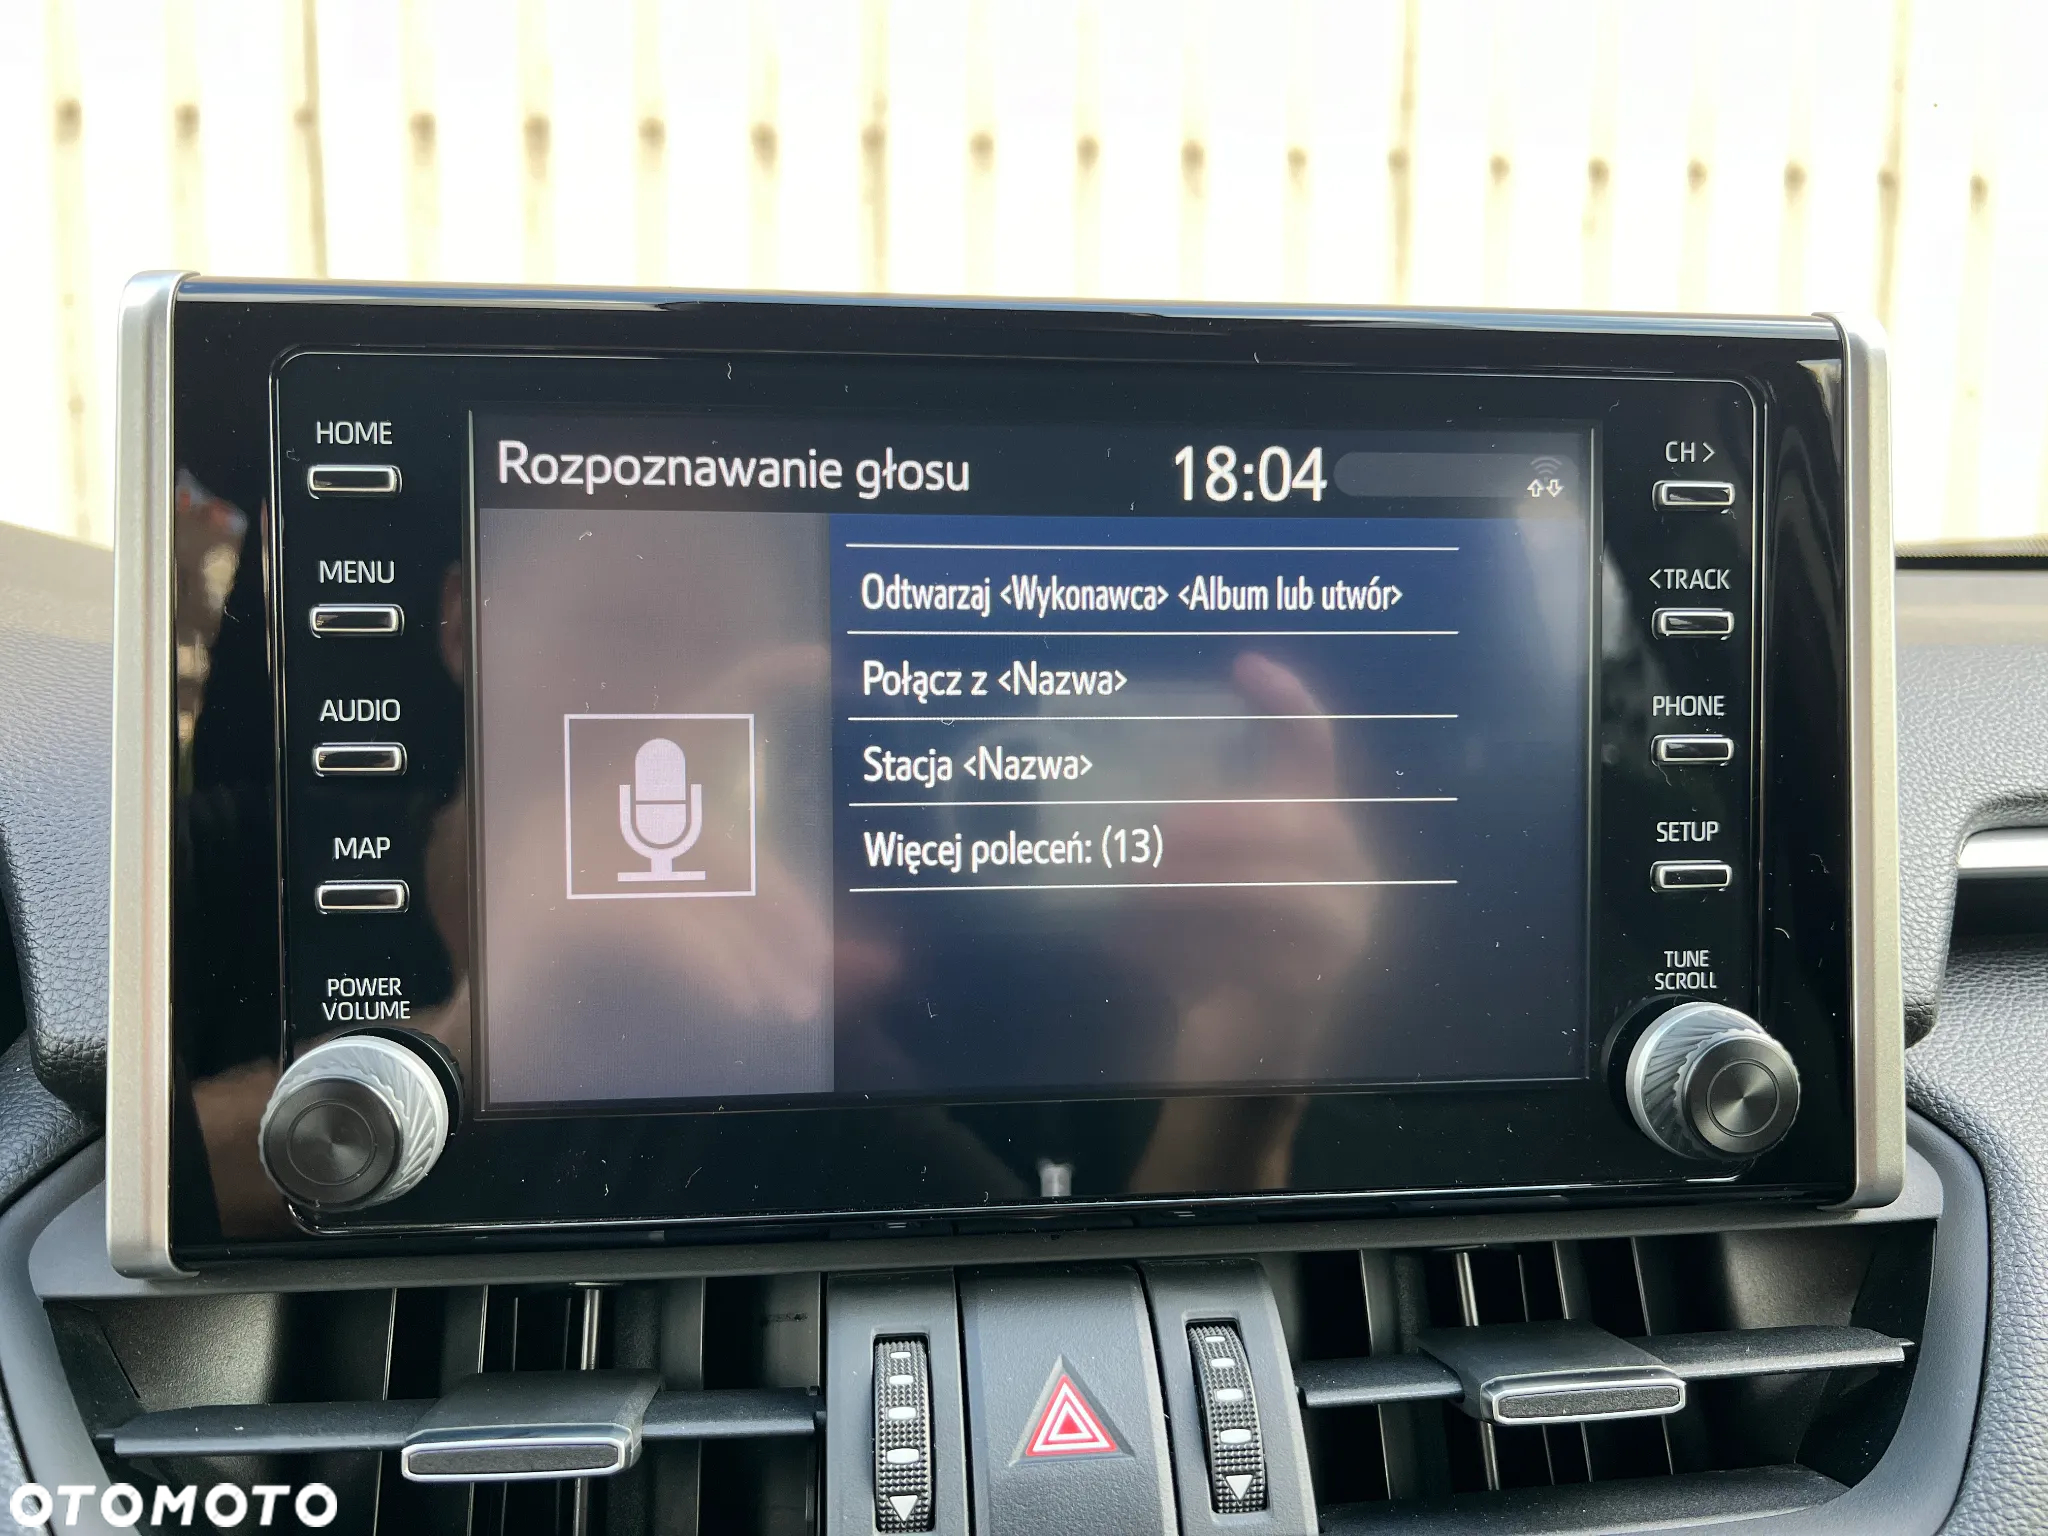 HOME
MENU
AUDIO
MAP
POWER
VOLUME
Rozpoznawanie głosu
18:04
Odtwarzaj <Wykonawca> <Album lub utwór>
Połącz z <Nazwa>
Stacja <Nazwa>
Więcej poleceń: (13)
CH >
<TRACK
PHONE
SETUP
TUNE
SCROLL
OTOMOTO